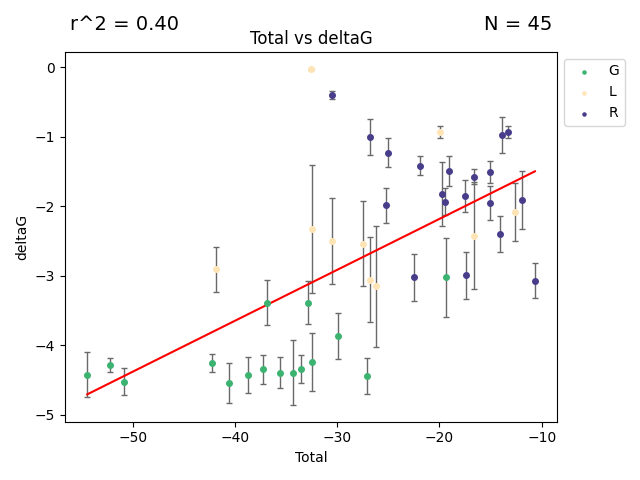 r^2 = 0.40
N = 45
Total vs deltaG
G
L
R
0
−1
−2
−3
−4
−5
deltaG
−50
−40
−30
−20
−10
Total